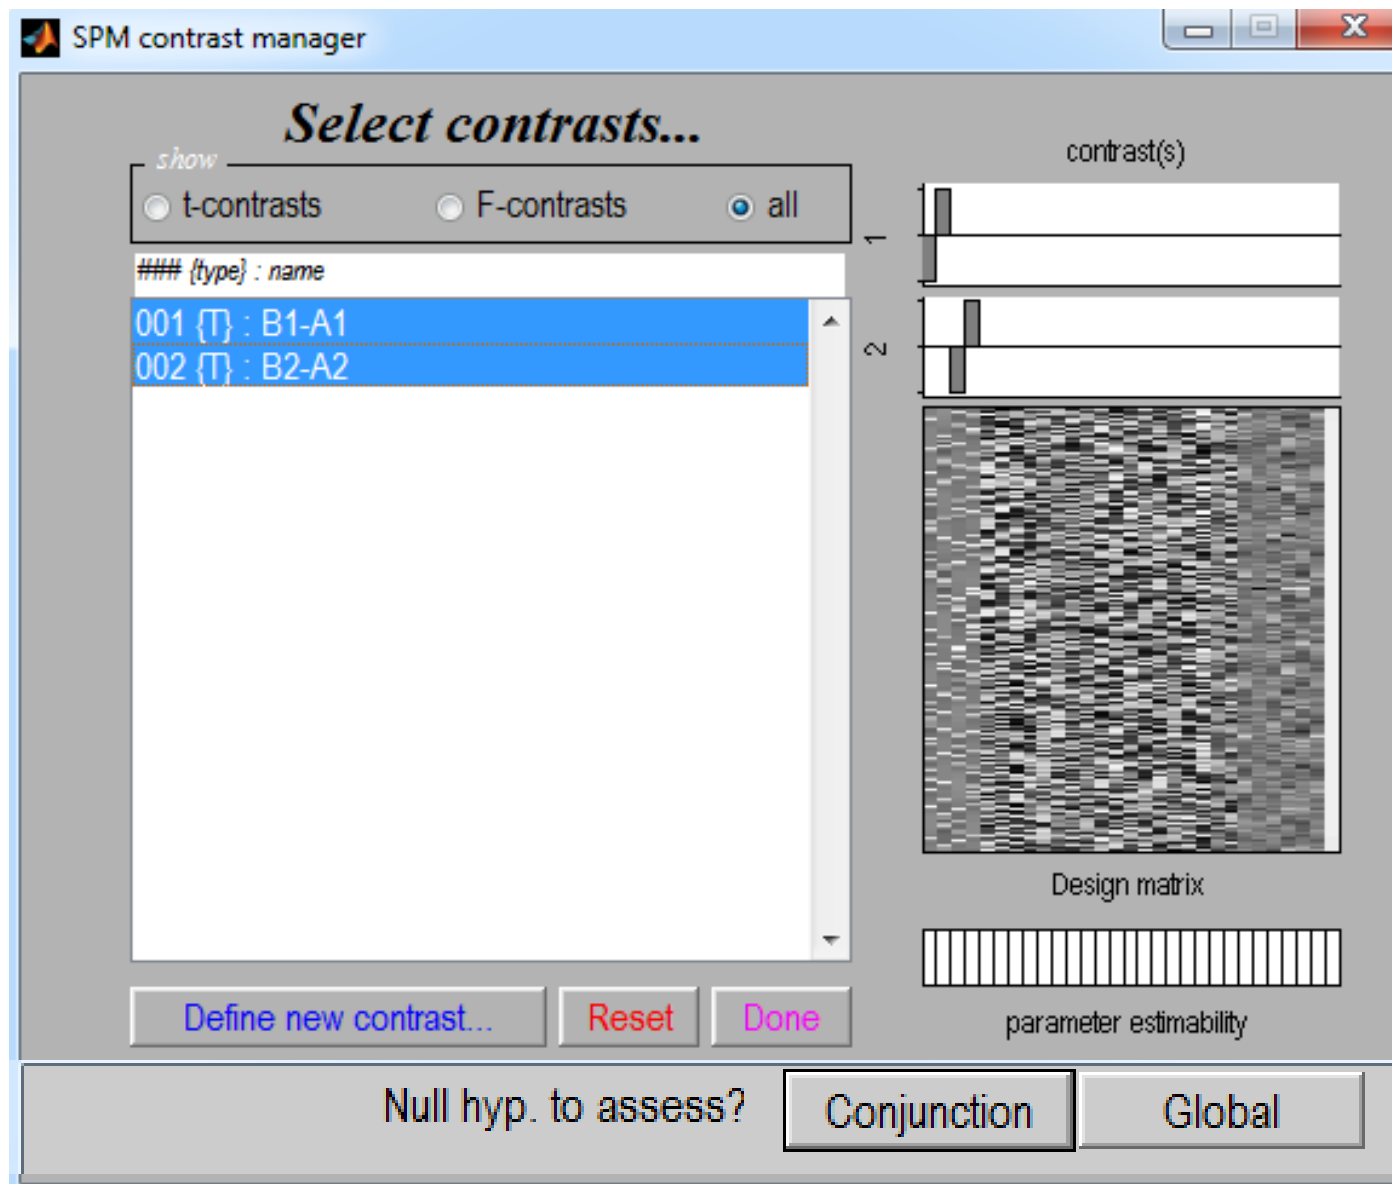 SPM contrast manager
Select contrasts...
show
t-contrasts F-contrasts all
### {type} : name
001 {T} : B1-A1
002 {T} : B2-A2
Define new contrast... Reset Done
contrast(s)
1
2
Design matrix
parameter estimability
Null hyp. to assess? Conjunction Global